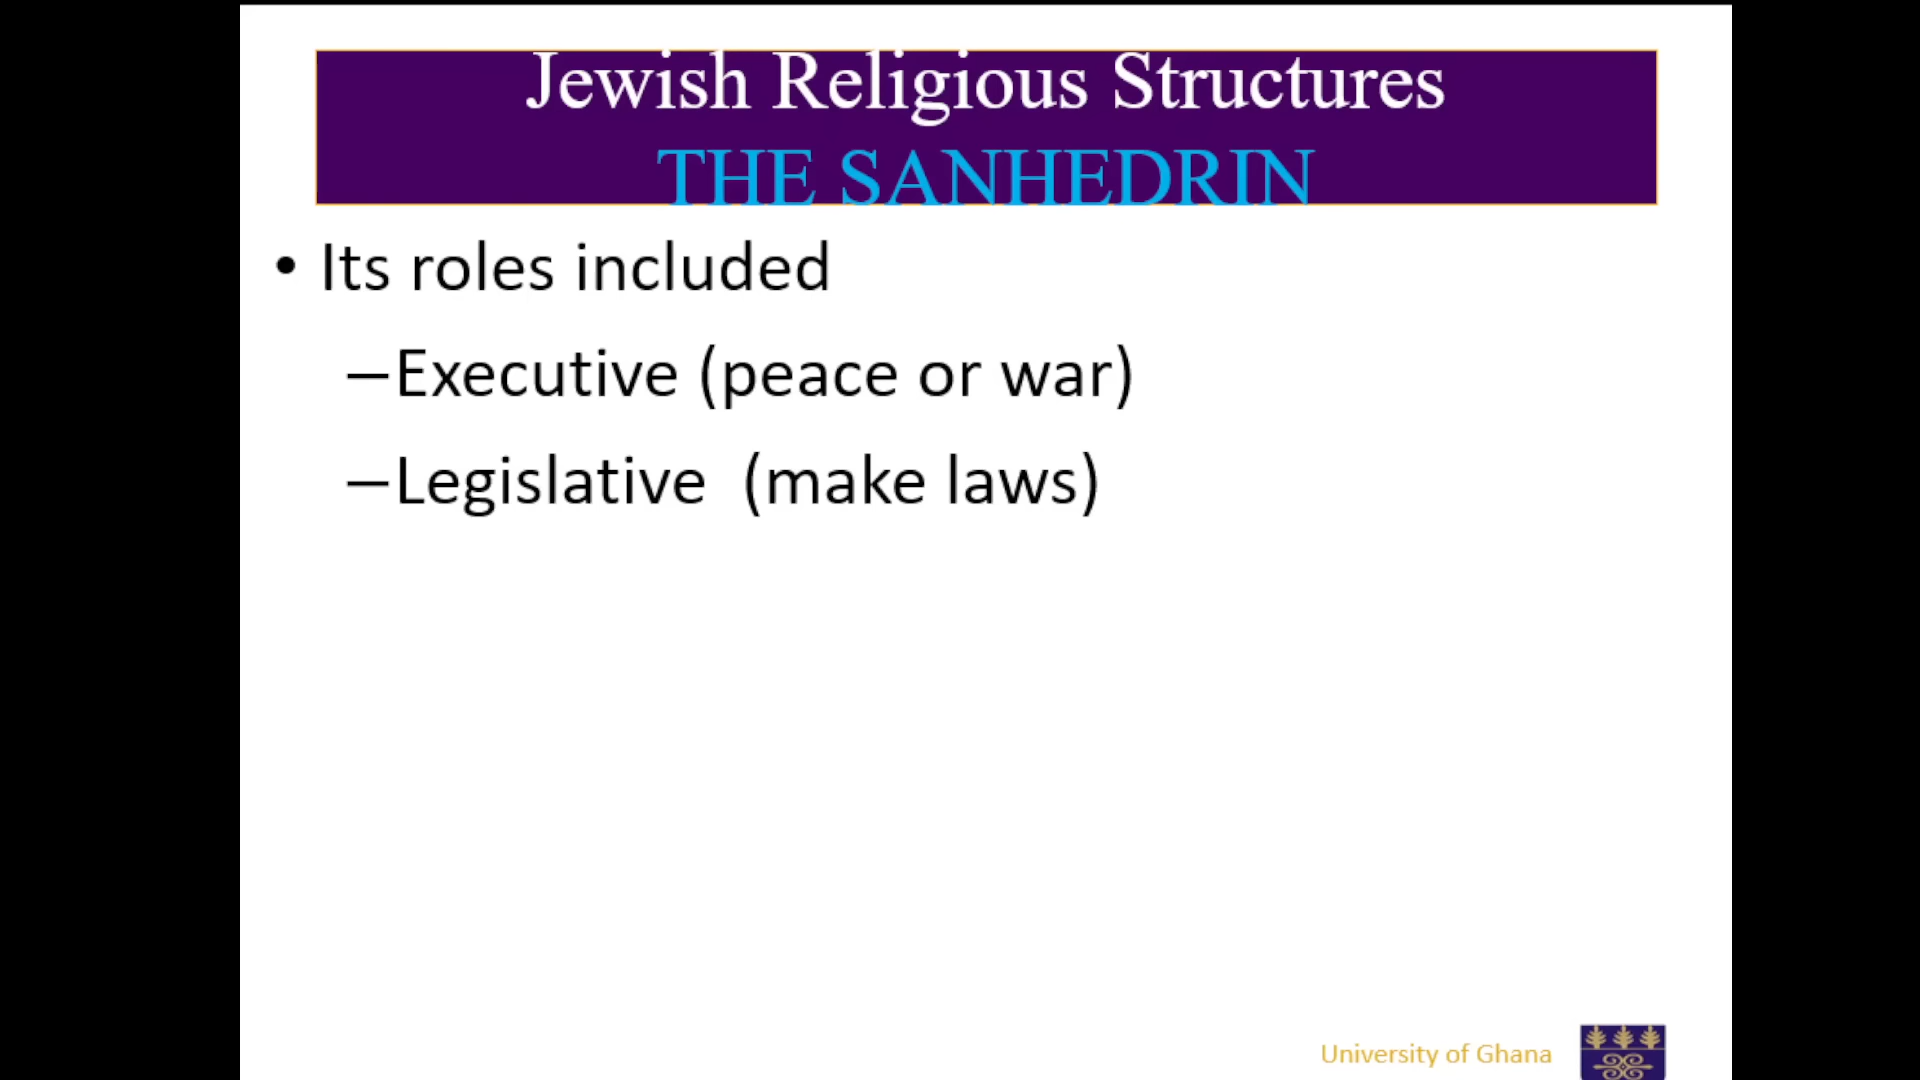 Jewish Religious Structures
THE SANHEDRIN
• Its roles included
–Executive (peace or war)
–Legislative  (make laws)
University of Ghana